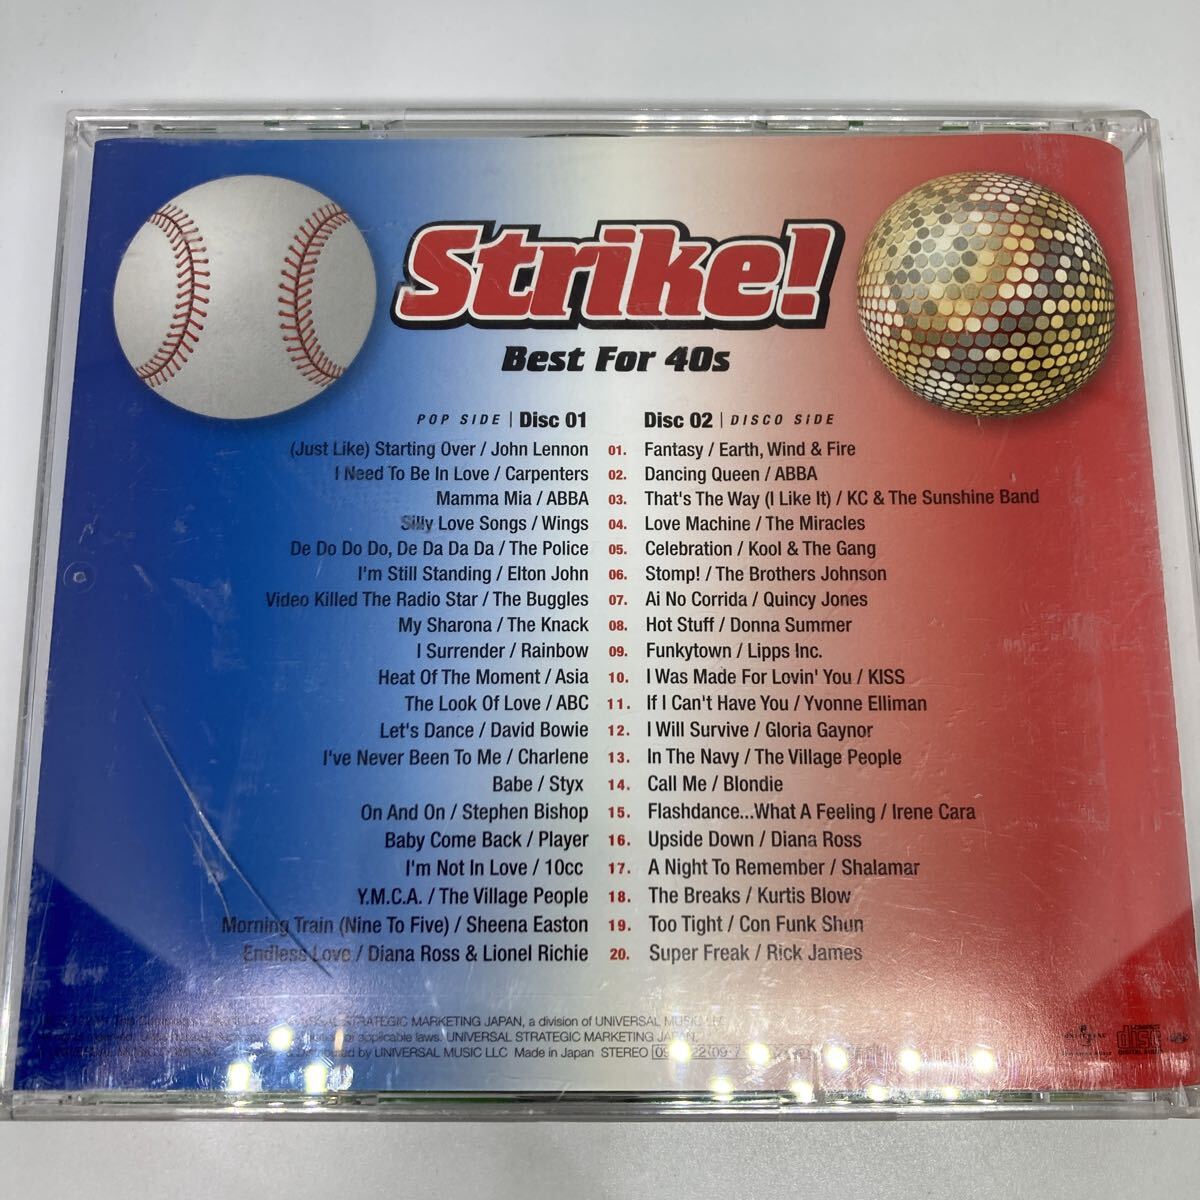 Strike!
Best For 40s
POP SIDE | Disc 01
(Just Like) Starting Over / John Lennon 01.
I Need To Be In Love / Carpenters 02.
Mamma Mia / ABBA 03.
Silly Love Songs / Wings 04.
De Do Do Do, De Da Da Da / The Police 05.
I'm Still Standing / Elton John 06.
Video Killed The Radio Star / The Buggles 07.
My Sharona / The Knack 08.
I Surrender / Rainbow 09.
Heat Of The Moment / Asia 10.
The Look Of Love / ABC 11.
Let's Dance / David Bowie 12.
I've Never Been To Me / Charlene 13.
Babe / Styx 14.
On And On / Stephen Bishop 15.
Baby Come Back / Player 16.
I'm Not In Love / 10cc 17.
Y.M.C.A. / The Village People 18.
Morning Train (Nine To Five) / Sheena Easton 19.
Endless Love / Diana Ross & Lionel Richie 20.
Disc 02 | DISCO SIDE
Fantasy / Earth, Wind & Fire
Dancing Queen / ABBA
That's The Way (I Like It) / KC & The Sunshine Band
Love Machine / The Miracles
Celebration / Kool & The Gang
Stomp! / The Brothers Johnson
Ai No Corrida / Quincy Jones
Hot Stuff / Donna Summer
Funkytown / Lipps Inc.
I Was Made For Lovin' You / KISS
If I Can't Have You / Yvonne Elliman
I Will Survive / Gloria Gaynor
In The Navy / The Village People
Call Me / Blondie
Flashdance...What A Feeling / Irene Cara
Upside Down / Diana Ross
A Night To Remember / Shalamar
The Breaks / Kurtis Blow
Too Tight / Con Funk Shun
Super Freak / Rick James
STRATEGIC MARKETING JAPAN, a division of UNIVERSAL MUSIC LLC
applicable laws. UNIVERSAL STRATEGIC MARKETING JAPAN,
distributed by UNIVERSAL MUSIC LLC Made in Japan STEREO
UNIVERSAL
COMPACT
disc
DIGITAL AUDIO